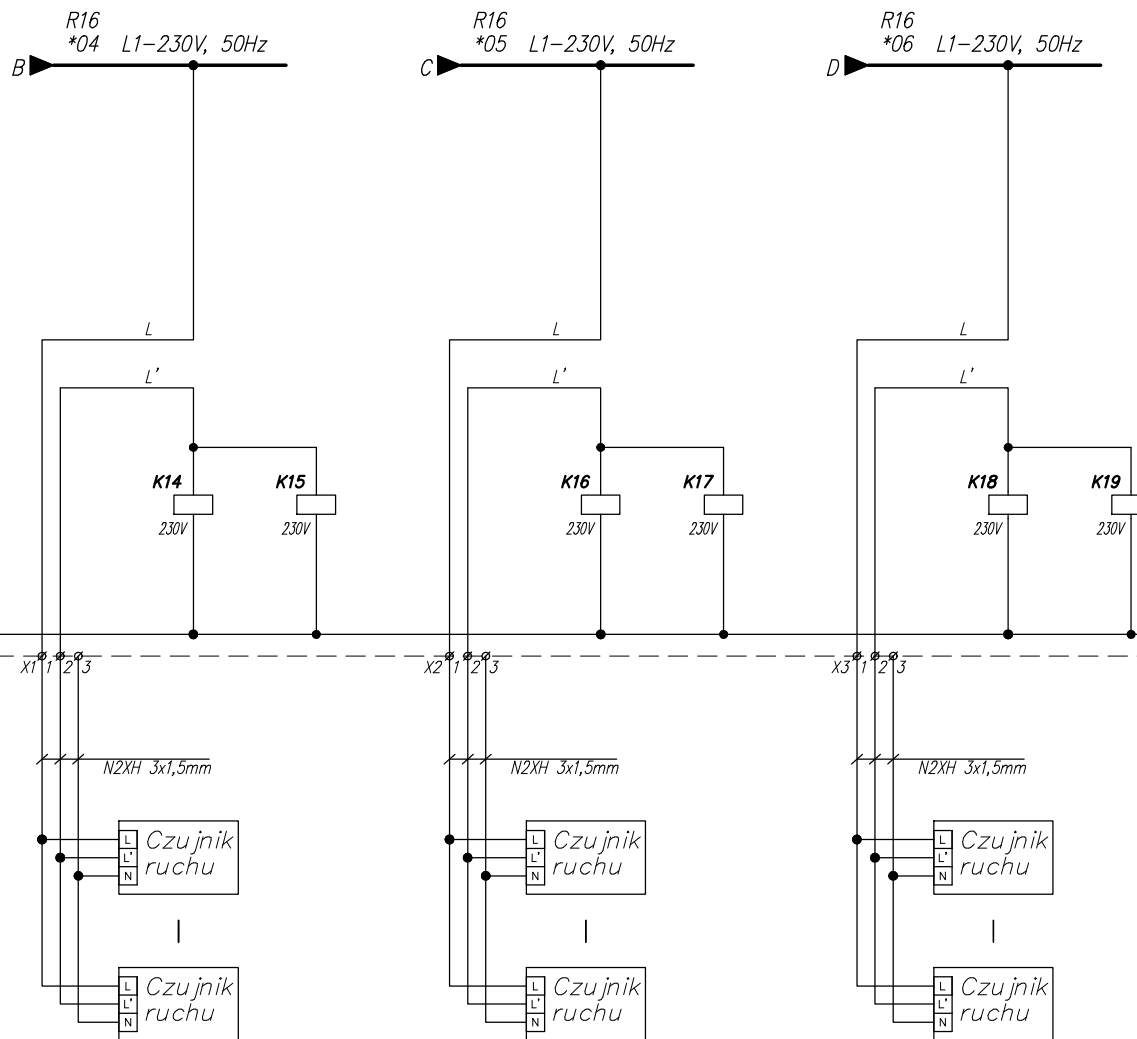 R16
*04 L1-230V, 50Hz
B
R16
*05 L1-230V, 50Hz
C
R16
*06 L1-230V, 50Hz
D
L
L
L
L'
L'
L'
K14
K15
K16
K17
K18
K19
230V
230V
230V
230V
230V
230V
X1 1 2 3
X2 1 2 3
X3 1 2 3
N2XH 3x1,5mm
N2XH 3x1,5mm
N2XH 3x1,5mm
L
L'
N
Czujnik
ruchu
L
L'
N
Czujnik
ruchu
L
L'
N
Czujnik
ruchu
L
L'
N
Czujnik
ruchu
L
L'
N
Czujnik
ruchu
L
L'
N
Czujnik
ruchu